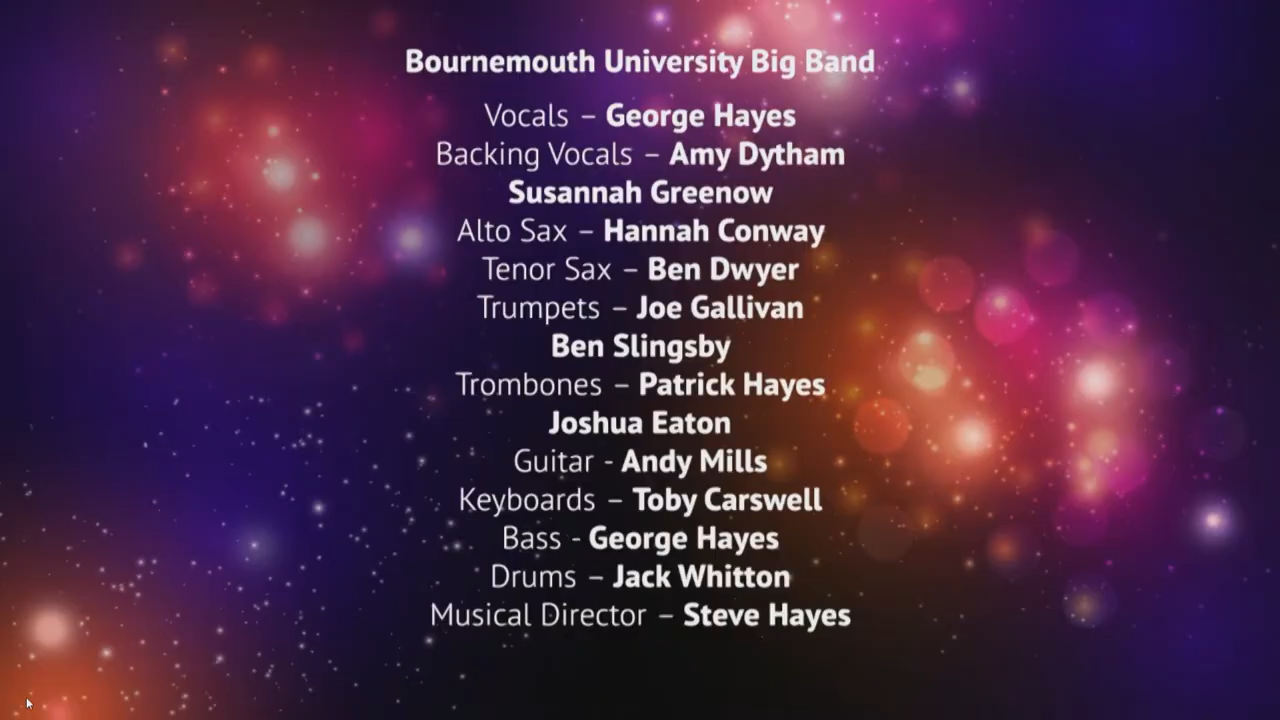 Bournemouth University Big Band
Vocals – George Hayes
Backing Vocals – Amy Dytham
Susannah Greenow
Alto Sax – Hannah Conway
Tenor Sax – Ben Dwyer
Trumpets – Joe Gallivan
Ben Slingsby
Trombones – Patrick Hayes
Joshua Eaton
Guitar - Andy Mills
Keyboards – Toby Carswell
Bass - George Hayes
Drums – Jack Whitton
Musical Director – Steve Hayes